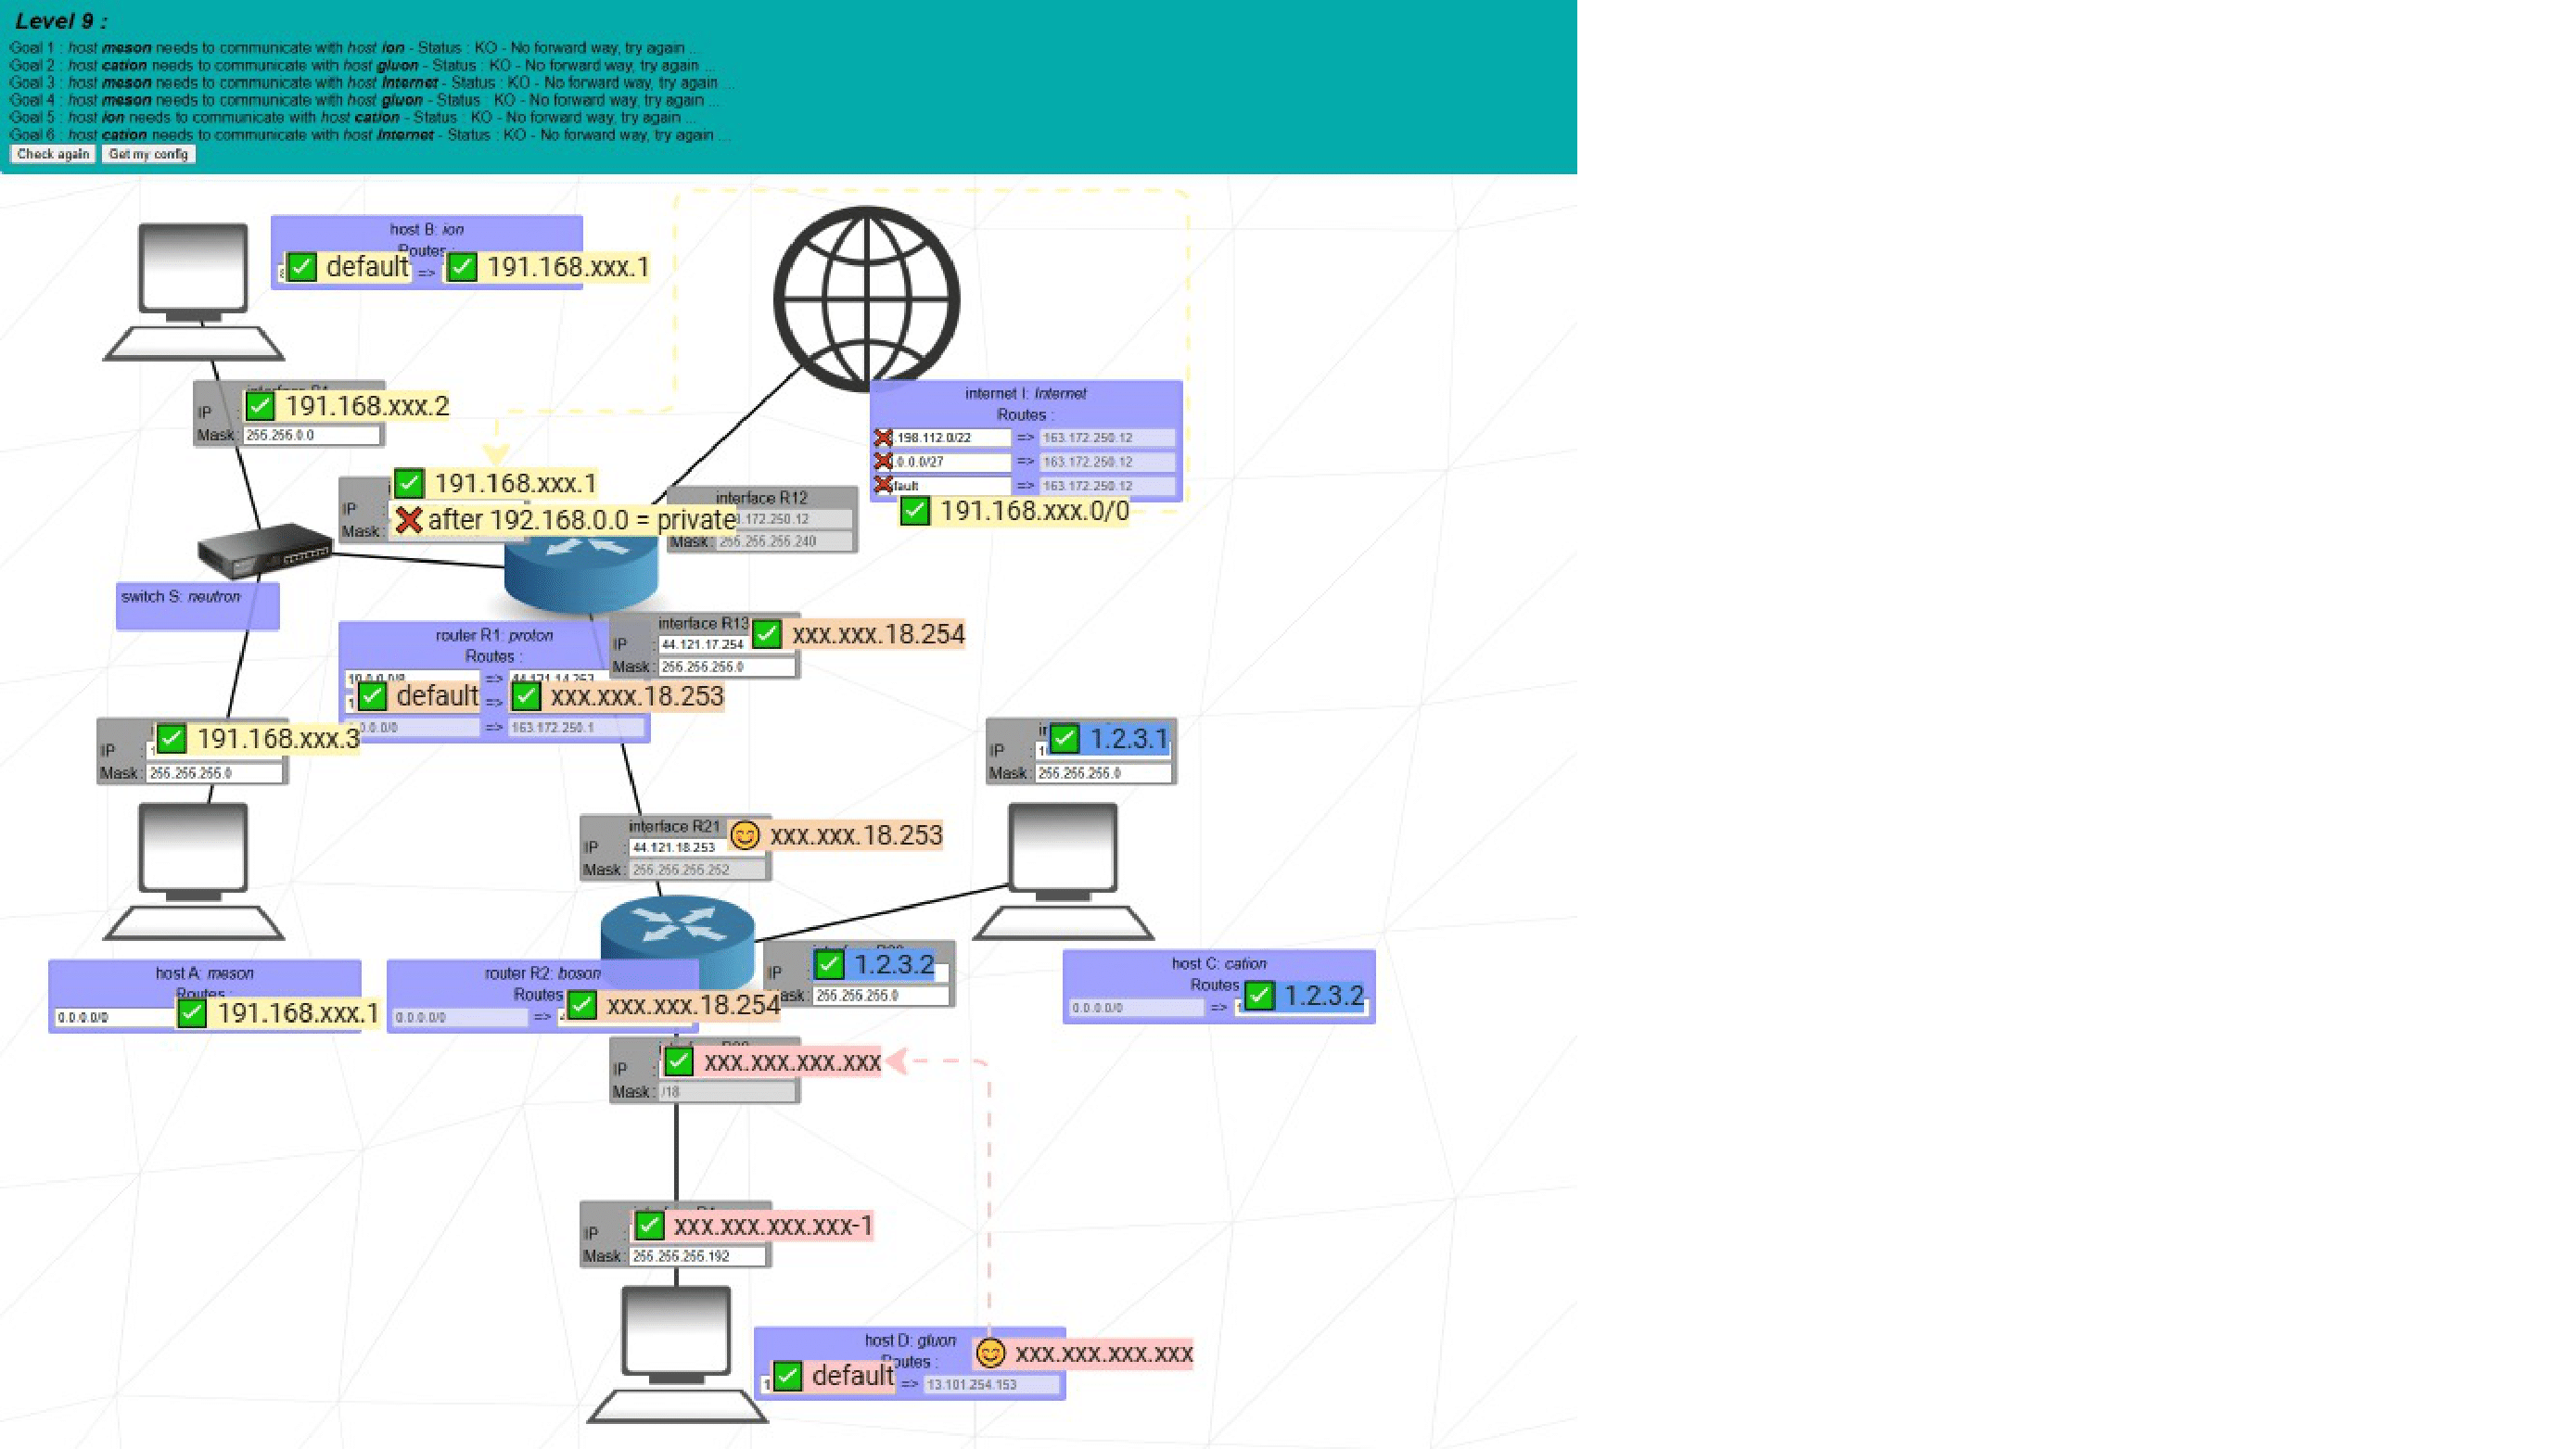 Level 9 :
Goal 1 : host meson needs to communicate with host ion - Status : KO - No forward way, try again ...
Goal 2 : host cation needs to communicate with host gluon - Status : KO - No forward way, try again ...
Goal 3 : host meson needs to communicate with host Internet - Status : KO - No forward way, try again ...
Goal 4 : host meson needs to communicate with host gluon - Status : KO - No forward way, try again ...
Goal 5 : host ion needs to communicate with host cation - Status : KO - No forward way, try again ...
Goal 6 : host cation needs to communicate with host Internet - Status : KO - No forward way, try again ...
Check again Get my config
host B: ion
Routes :
default => 191.168.xxx.1
IP : 191.168.xxx.2
Mask : 255.255.0.0
internet I: Internet
Routes :
.198.112.0/22 => 163.172.250.12
.0.0.0/27 => 163.172.250.12
fault => 163.172.250.12
191.168.xxx.0/0
191.168.xxx.1
IP :
after 192.168.0.0 = private
Mask :
interface R12
.172.250.12
Mask : 255.255.255.240
switch S: neutron
router R1: proton
Routes :
=> 44.121.14.253
default => xxx.xxx.18.253
0.0.0/0 => 163.172.250.1
interface R13
IP : 44.121.17.254
xxx.xxx.18.254
Mask : 255.255.255.0
IP : 191.168.xxx.3
Mask : 255.255.255.0
IP : 1.2.3.1
Mask : 255.255.255.0
interface R21
IP : 44.121.18.253
xxx.xxx.18.253
Mask : 255.255.255.252
host A: meson
Routes :
0.0.0.0/0 191.168.xxx.1
router R2: boson
Routes
0.0.0.0/0 => xxx.xxx.18.254
IP : 1.2.3.2
ask : 255.255.255.0
host C: cation
Routes
0.0.0.0/0 => 1.2.3.2
IP : xxx.xxx.xxx.xxx
Mask : /18
IP : xxx.xxx.xxx.xxx-1
Mask : 255.255.255.192
host D: gluon
Routes :
xxx.xxx.xxx.xxx
default => 13.101.254.153